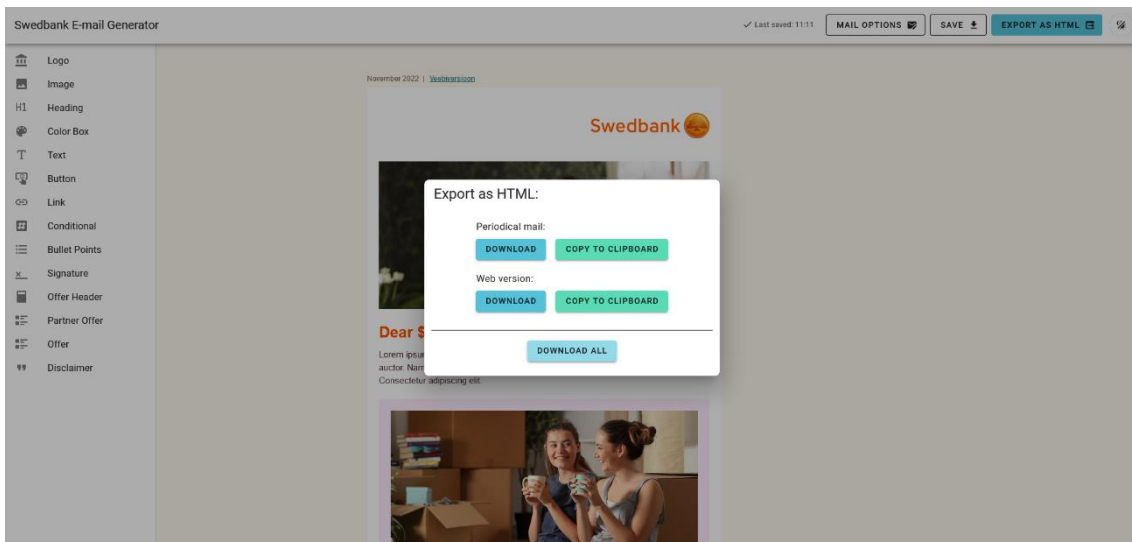 Swedbank E-mail Generator
Last saved: 11:11
MAIL OPTIONS
SAVE
EXPORT AS HTML
Logo
Image
H1 Heading
Color Box
Text
Button
Link
Conditional
Bullet Points
Signature
Offer Header
Partner Offer
Offer
Disclaimer
November 2022 | Veebiversioon
Swedbank
Export as HTML:
Periodical mail:
DOWNLOAD COPY TO CLIPBOARD
Web version:
DOWNLOAD COPY TO CLIPBOARD
DOWNLOAD ALL
Dear $
Lorem ipsu
auctor. Nam
Consectetur adipiscing elit.